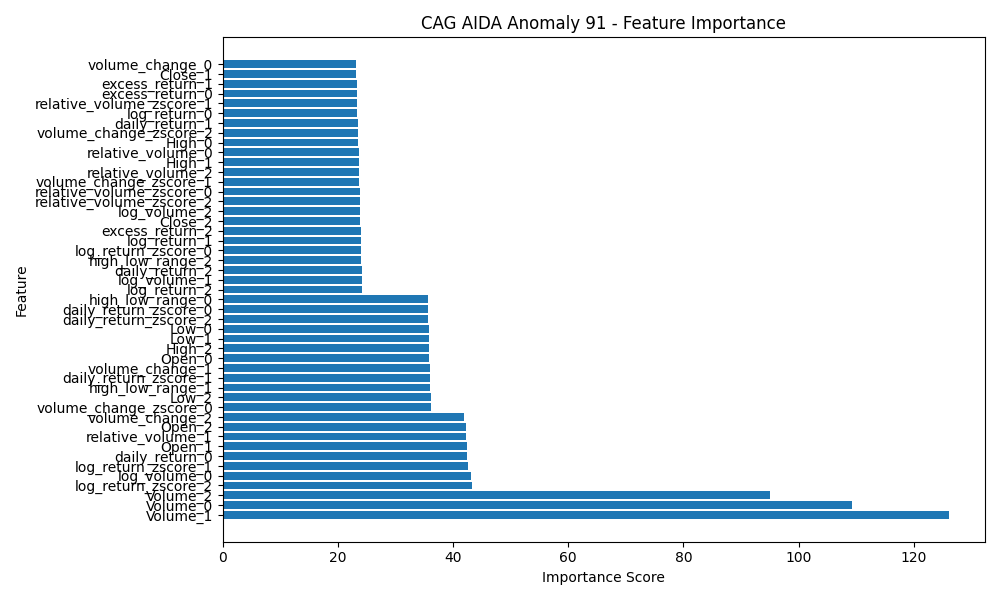 CAG AIDA Anomaly 91 - Feature Importance
volume_change_0
Close_1
excess_return_1
excess_return_0
relative_volume_zscore_1
log_return_0
daily_return_1
volume_change_zscore_2
High_0
relative_volume_0
High_1
relative_volume_2
volume_change_zscore_1
relative_volume_zscore_0
relative_volume_zscore_2
log_volume_2
Close_2
excess_return_2
log_return_1
log_return_zscore_0
high_low_range_2
daily_return_2
log_volume_1
log_return_2
high_low_range_0
daily_return_zscore_0
daily_return_zscore_2
Low_0
Low_1
High_2
Open_0
volume_change_1
daily_return_zscore_1
high_low_range_1
Low_2
volume_change_zscore_0
volume_change_2
Open_2
relative_volume_1
Open_1
daily_return_0
log_return_zscore_1
log_volume_0
log_return_zscore_2
Volume_2
Volume_0
Volume_1
Feature
0 20 40 60 80 100 120
Importance Score